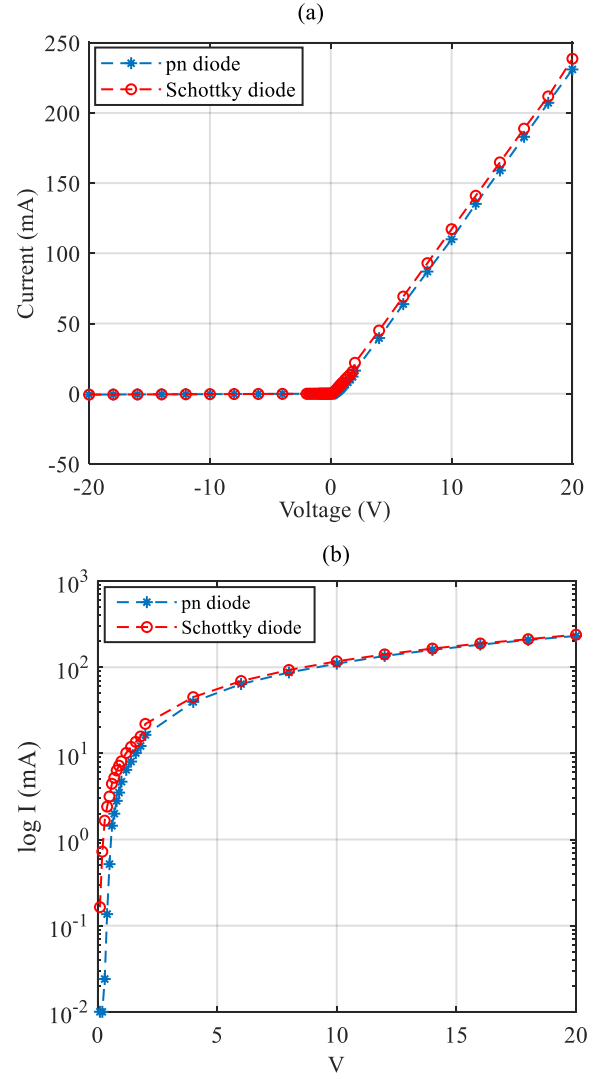 (a)
250
200
150
100
50
0
-50
Current (mA)
pn diode
Schottky diode
-20 -10 0 10 20
Voltage (V)
(b)
10^3
10^2
10^1
10^0
10^-1
10^-2
log I (mA)
pn diode
Schottky diode
0 5 10 15 20
V